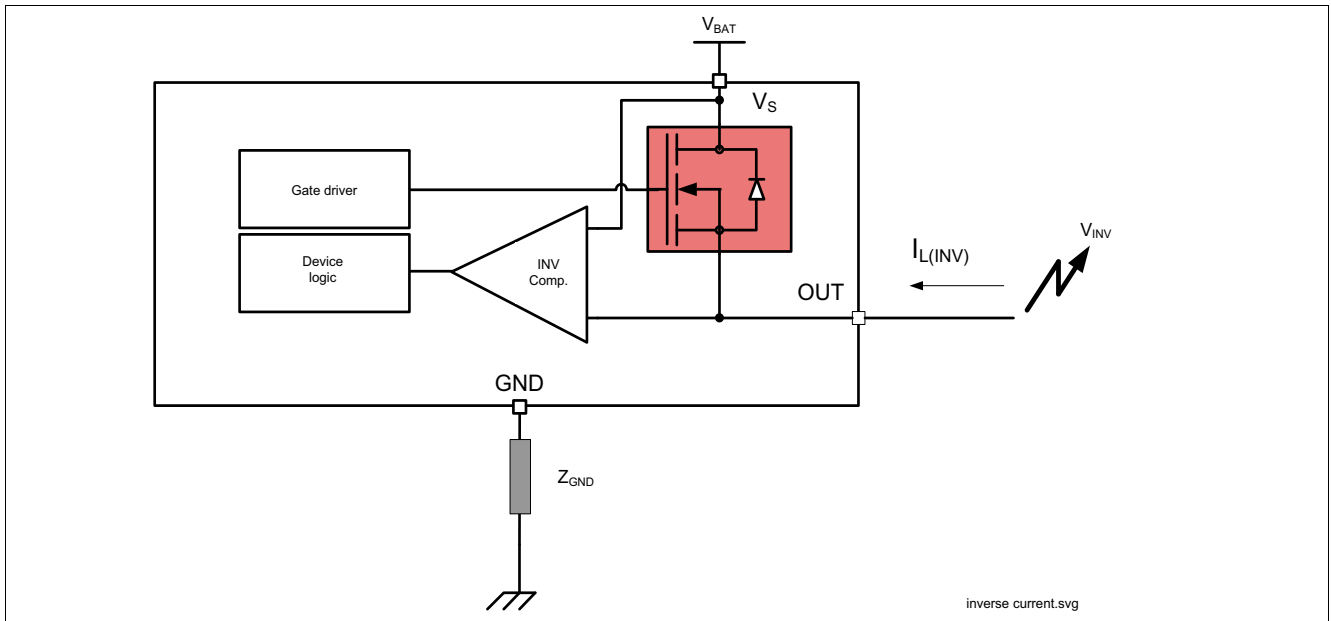 VBAT
VS
Gate driver
Device
logic
INV
Comp.
VINV
IL(INV)
OUT
GND
ZGND
inverse current.svg